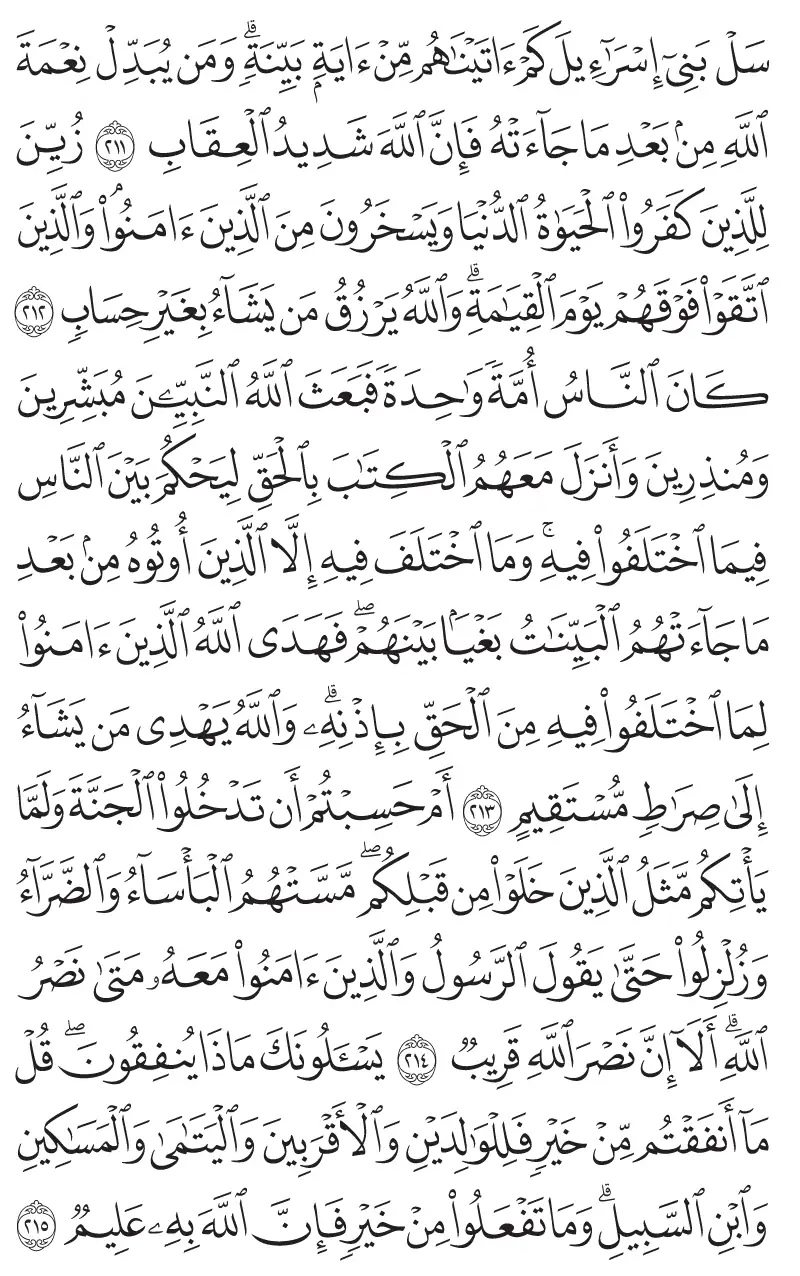 سَلۡ بَنِيٓ إِسۡرَٰٓءِيلَ كَمۡ ءَاتَيۡنَٰهُم مِّنۡ ءَايَةِۭ بَيِّنَةٖۗ وَمَن يُبَدِّلۡ نِعۡمَةَ
ٱللَّهِ مِنۢ بَعۡدِ مَا جَآءَتۡهُ فَإِنَّ ٱللَّهَ شَدِيدُ ٱلۡعِقَابِ ٢١١ زُيِّنَ
لِلَّذِينَ كَفَرُواْ ٱلۡحَيَوٰةُ ٱلدُّنۡيَا وَيَسۡخَرُونَ مِنَ ٱلَّذِينَ ءَامَنُواْۘ وَٱلَّذِينَ
ٱتَّقَوۡاْ فَوۡقَهُمۡ يَوۡمَ ٱلۡقِيَٰمَةِۗ وَٱللَّهُ يَرۡزُقُ مَن يَشَآءُ بِغَيۡرِ حِسَابٖ ٢١٢
كَانَ ٱلنَّاسُ أُمَّةٗ وَٰحِدَةٗ فَبَعَثَ ٱللَّهُ ٱلنَّبِيِّـۧنَ مُبَشِّرِينَ
وَمُنذِرِينَ وَأَنزَلَ مَعَهُمُ ٱلۡكِتَٰبَ بِٱلۡحَقِّ لِيَحۡكُمَ بَيۡنَ ٱلنَّاسِ
فِيمَا ٱخۡتَلَفُواْ فِيهِۚ وَمَا ٱخۡتَلَفَ فِيهِ إِلَّا ٱلَّذِينَ أُوتُوهُ مِنۢ بَعۡدِ
مَا جَآءَتۡهُمُ ٱلۡبَيِّنَٰتُ بَغۡيَۢا بَيۡنَهُمۡۖ فَهَدَى ٱللَّهُ ٱلَّذِينَ ءَامَنُواْ
لِمَا ٱخۡتَلَفُواْ فِيهِ مِنَ ٱلۡحَقِّ بِإِذۡنِهِۦۗ وَٱللَّهُ يَهۡدِي مَن يَشَآءُ
إِلَىٰ صِرَٰطٖ مُّسۡتَقِيمٍ ٢١٣ أَمۡ حَسِبۡتُمۡ أَن تَدۡخُلُواْ ٱلۡجَنَّةَ وَلَمَّا
يَأۡتِكُم مَّثَلُ ٱلَّذِينَ خَلَوۡاْ مِن قَبۡلِكُمۖ مَّسَّتۡهُمُ ٱلۡبَأۡسَآءُ وَٱلضَّرَّآءُ
وَزُلۡزِلُواْ حَتَّىٰ يَقُولَ ٱلرَّسُولُ وَٱلَّذِينَ ءَامَنُواْ مَعَهُۥ مَتَىٰ نَصۡرُ
ٱللَّهِۗ أَلَآ إِنَّ نَصۡرَ ٱللَّهِ قَرِيبٞ ٢١٤ يَسۡـَٔلُونَكَ مَاذَا يُنفِقُونَۖ قُلۡ
مَآ أَنفَقۡتُم مِّنۡ خَيۡرٖ فَلِلۡوَٰلِدَيۡنِ وَٱلۡأَقۡرَبِينَ وَٱلۡيَتَٰمَىٰ وَٱلۡمَسَٰكِينِ
وَٱبۡنِ ٱلسَّبِيلِۗ وَمَا تَفۡعَلُواْ مِنۡ خَيۡرٖ فَإِنَّ ٱللَّهَ بِهِۦ عَلِيمٞ ٢١٥